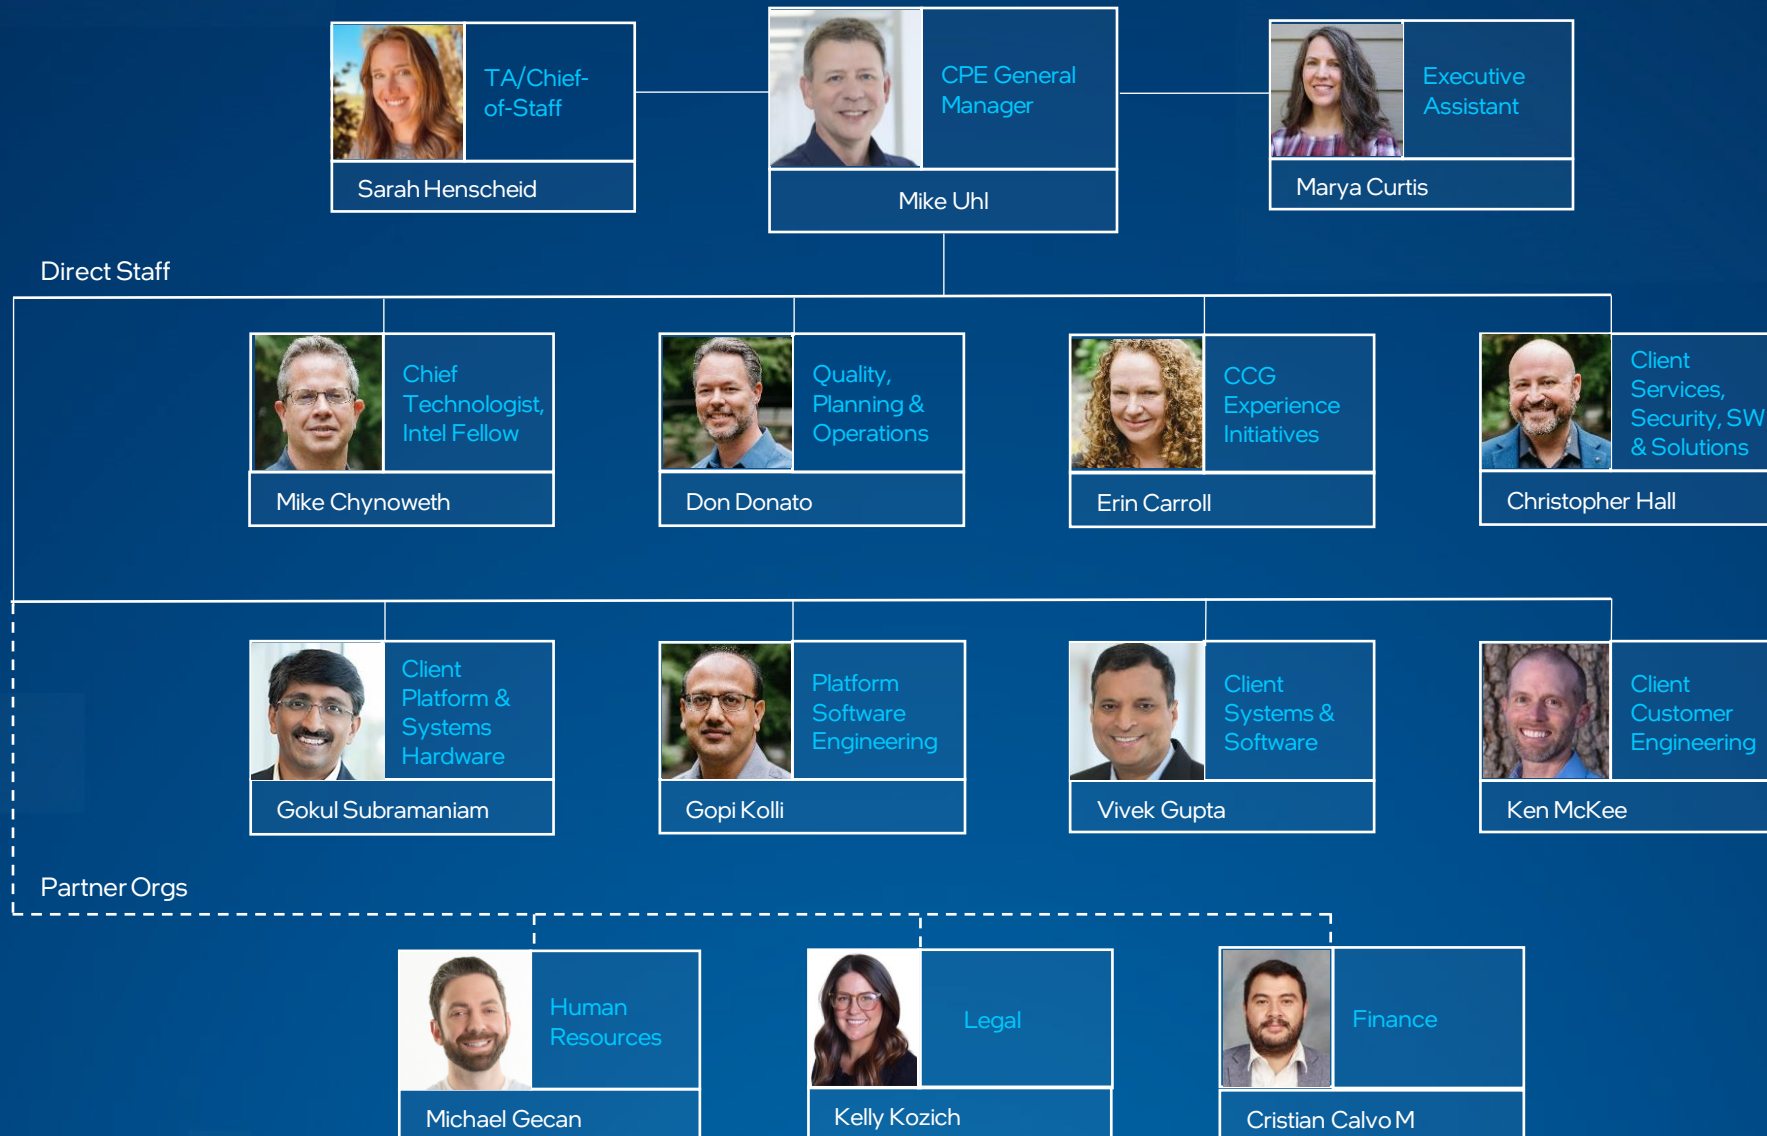 TA/Chief-
of-Staff
Sarah Henscheid
CPE General
Manager
Mike Uhl
Executive
Assistant
Marya Curtis
Direct Staff
Chief
Technologist,
Intel Fellow
Mike Chynoweth
Quality,
Planning &
Operations
Don Donato
CCG
Experience
Initiatives
Erin Carroll
Client
Services,
Security, SW
& Solutions
Christopher Hall
Client
Platform &
Systems
Hardware
Gokul Subramaniam
Platform
Software
Engineering
Gopi Kolli
Client
Systems &
Software
Vivek Gupta
Client
Customer
Engineering
Ken McKee
Partner Orgs
Human
Resources
Michael Gecan
Legal
Kelly Kozich
Finance
Cristian Calvo M